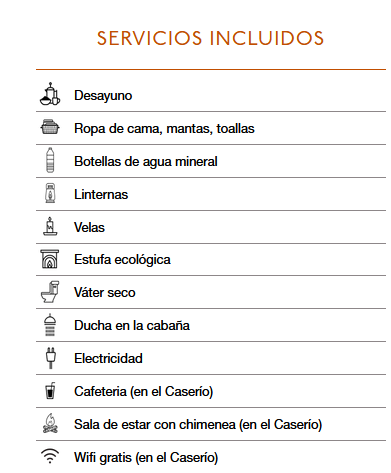 SERVICIOS INCLUIDOS
Desayuno
Ropa de cama, mantas, toallas
Botellas de agua mineral
Linternas
Velas
Estufa ecológica
Váter seco
Ducha en la cabaña
Electricidad
Cafeteria (en el Caserío)
Sala de estar con chimenea (en el Caserío)
Wifi gratis (en el Caserío)